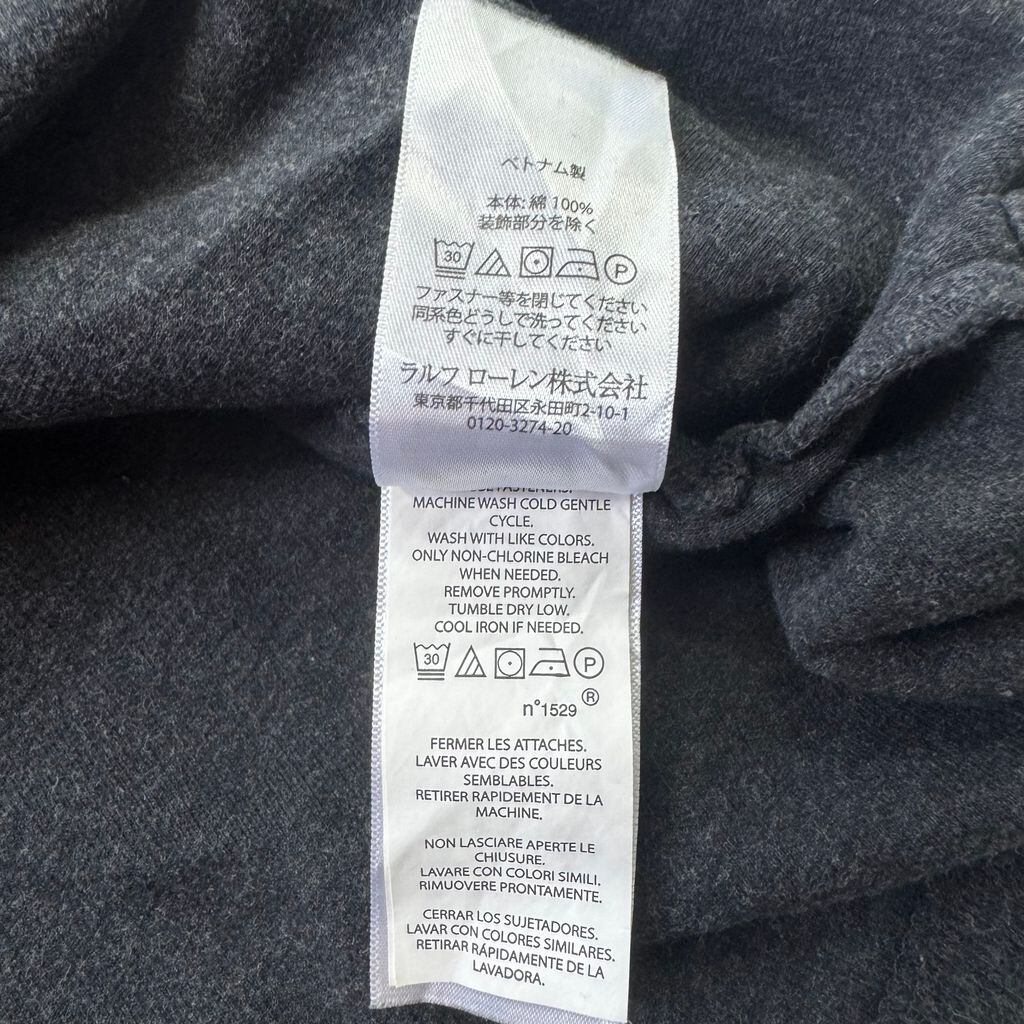 ベトナム製
本体: 綿 100%
装飾部分を除く
30 P
ファスナー等を閉じてください
同系色どうしで洗ってください
すぐに干してください
ラルフ ローレン株式会社
東京都千代田区永田町2-10-1
0120-3274-20
FASTENERS.
MACHINE WASH COLD GENTLE
CYCLE.
WASH WITH LIKE COLORS.
ONLY NON-CHLORINE BLEACH
WHEN NEEDED.
REMOVE PROMPTLY.
TUMBLE DRY LOW.
COOL IRON IF NEEDED.
30 P
n°1529 ®
FERMER LES ATTACHES.
LAVER AVEC DES COULEURS
SEMBLABLES.
RETIRER RAPIDEMENT DE LA
MACHINE.
NON LASCIARE APERTE LE
CHIUSURE.
LAVARE CON COLORI SIMILI.
RIMUOVERE PRONTAMENTE.
CERRAR LOS SUJETADORES.
LAVAR CON COLORES SIMILARES.
RETIRAR RÁPIDAMENTE DE LA
LAVADORA.